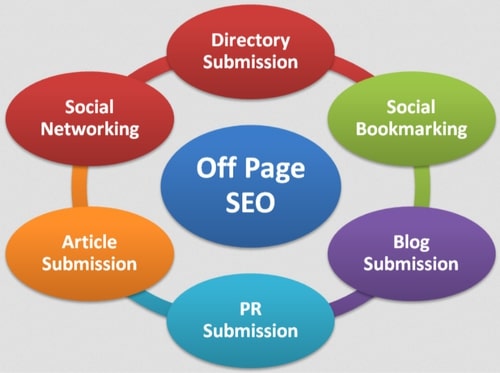 Directory
Submission
Social
Networking
Social
Bookmarking
Off Page
SEO
Article
Submission
Blog
Submission
PR
Submission